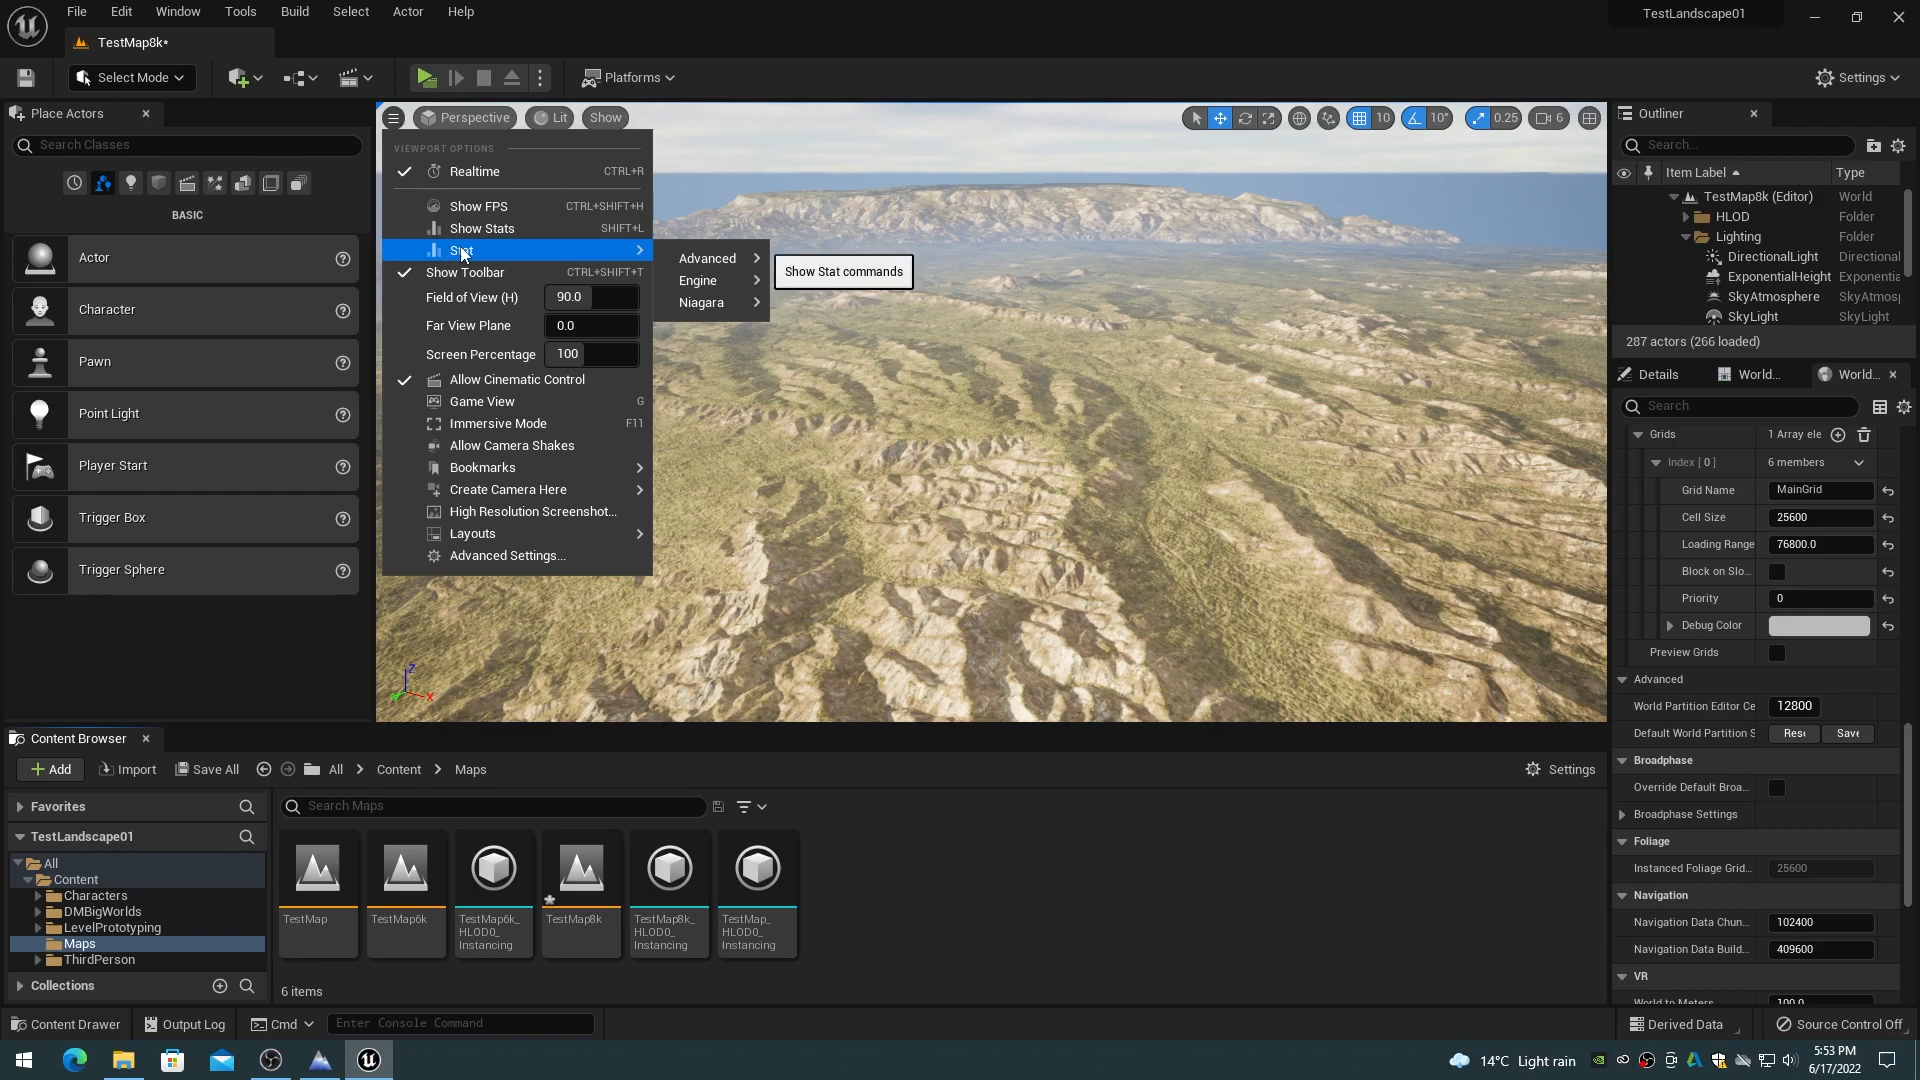 File Edit Window Tools Build Select Actor Help
TestLandscape01
TestMap8k*
Select Mode
Platforms
Settings
Place Actors
Search Classes
BASIC
Actor
Character
Pawn
Point Light
Player Start
Trigger Box
Trigger Sphere
Perspective Lit Show
10 10° 0.25 6
VIEWPORT OPTIONS
Realtime CTRL+R
Show FPS CTRL+SHIFT+H
Show Stats SHIFT+L
Stat
Show Toolbar CTRL+SHIFT+T
Field of View (H) 90.0
Far View Plane 0.0
Screen Percentage 100
Allow Cinematic Control
Game View G
Immersive Mode F11
Allow Camera Shakes
Bookmarks
Create Camera Here
High Resolution Screenshot...
Layouts
Advanced Settings...
Advanced
Engine
Niagara
Show Stat commands
Z
X
Outliner
Search...
Item Label Type
TestMap8k (Editor) World
HLOD Folder
Lighting Folder
DirectionalLight Directional
ExponentialHeight Exponentia
SkyAtmosphere SkyAtmos
SkyLight SkyLight
287 actors (266 loaded)
Details World... World...
Search
Grids 1 Array ele
Index [ 0 ] 6 members
Grid Name MainGrid
Cell Size 25600
Loading Range 76800.0
Block on Slo...
Priority 0
Debug Color
Preview Grids
Advanced
World Partition Editor Ce 12800
Default World Partition S Rese Save
Broadphase
Override Default Broa...
Broadphase Settings
Foliage
Instanced Foliage Grid... 25600
Navigation
Navigation Data Chun... 102400
Navigation Data Build... 409600
VR
World to Meters 100.0
Content Browser
Add Import Save All All Content Maps Settings
Favorites
Search Maps
TestLandscape01
All
Content
Characters
DMBigWorlds
LevelPrototyping
Maps
ThirdPerson
Collections
TestMap
TestMap6k
TestMap6k_
HLOD0_
Instancing
TestMap8k
TestMap8k_
HLOD0_
Instancing
TestMap_
HLOD0_
Instancing
6 items
Content Drawer Output Log Cmd Enter Console Command Derived Data Source Control Off
14°C Light rain
5:53 PM
6/17/2022